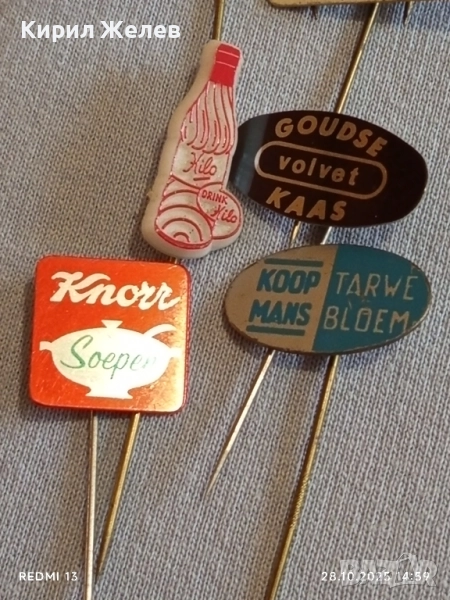 Кирил Желев
Hilo
DRINK
Hilo
GOUDSE
volvet
KAAS
Knorr
Soepen
KOOP
MANS
TARWE
BLOEM
REDMI 13
28.10.2025 14:59